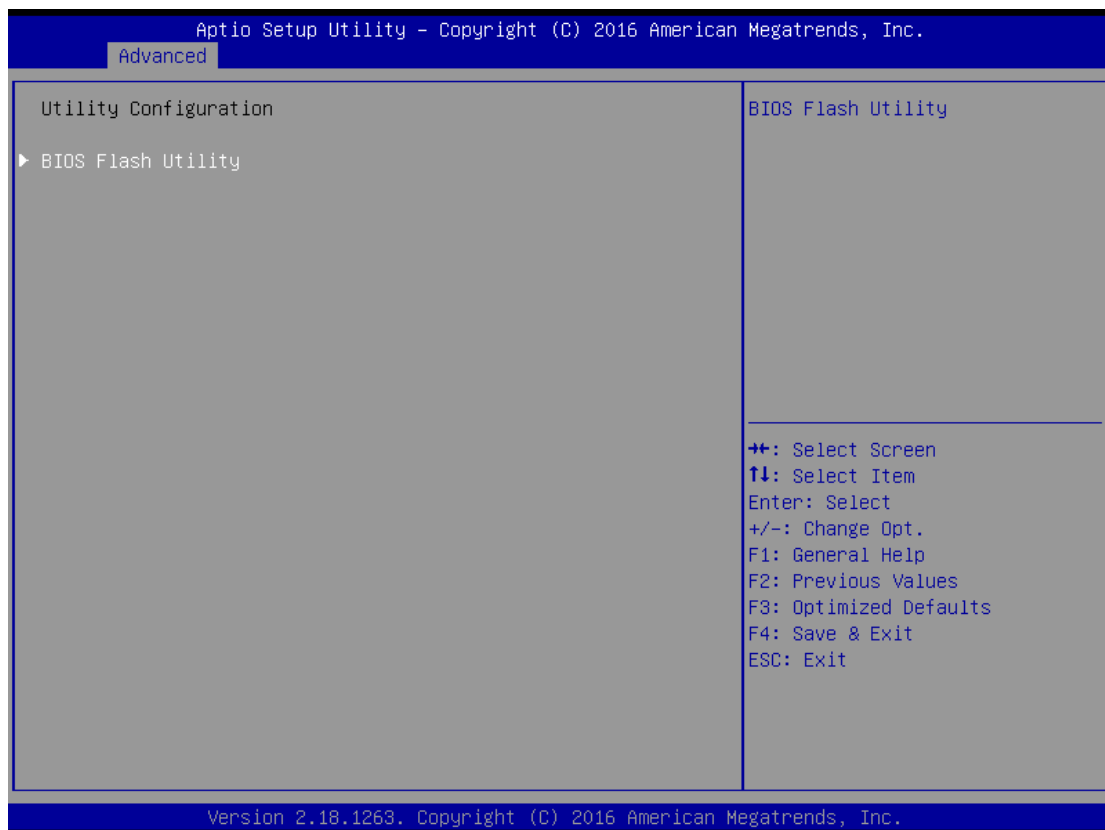 Aptio Setup Utility – Copyright (C) 2016 American Megatrends, Inc.
Advanced
Utility Configuration
► BIOS Flash Utility
BIOS Flash Utility
→←: Select Screen
↑↓: Select Item
Enter: Select
+/-: Change Opt.
F1: General Help
F2: Previous Values
F3: Optimized Defaults
F4: Save & Exit
ESC: Exit
Version 2.18.1263. Copyright (C) 2016 American Megatrends, Inc.